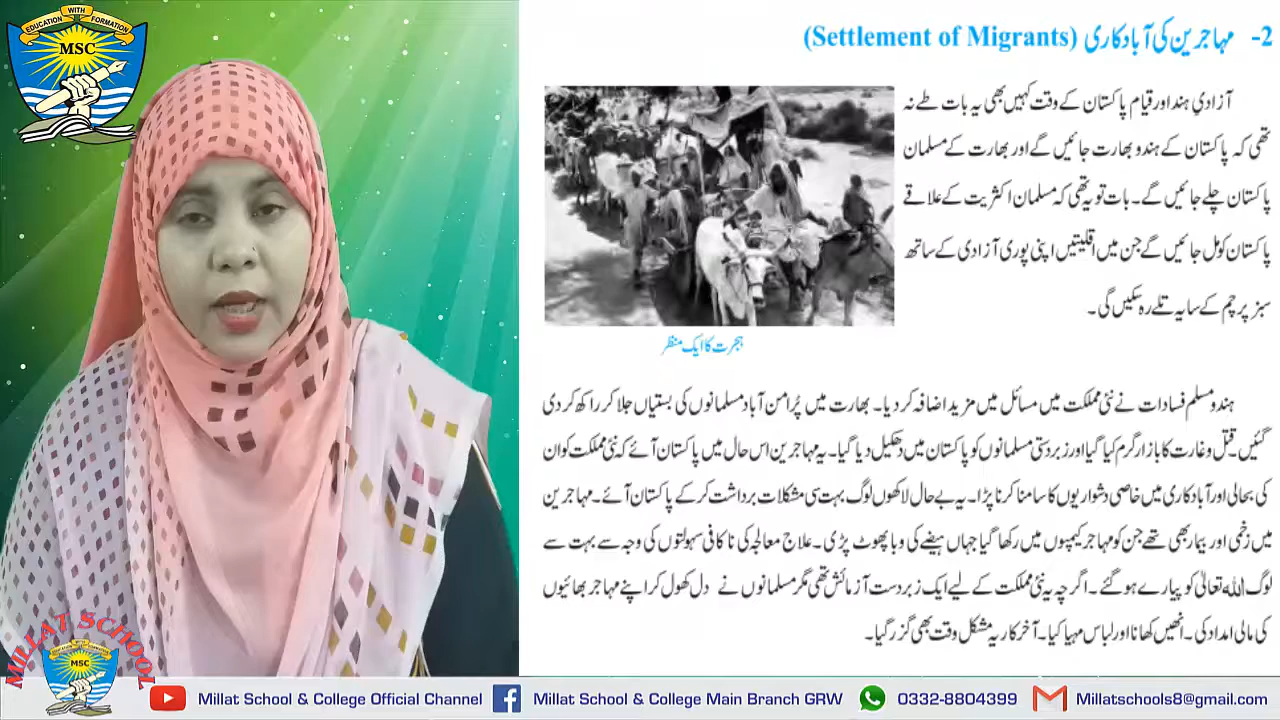 EDUCATION WITH FORMATION
MSC
2- مہاجرین کی آبادکاری (Settlement of Migrants)
آزادیِ ہند اور قیام پاکستان کے وقت کہیں بھی یہ بات طے نہ
تھی کہ پاکستان کے ہندو بھارت جائیں گے اور بھارت کے مسلمان
پاکستان چلے جائیں گے۔ بات تو یہ تھی کہ مسلمان اکثریت کے علاقے
پاکستان کو مل جائیں گے جن میں اقلیتیں اپنی پوری آزادی کے ساتھ
سبز پرچم کے سایہ تلے رہ سکیں گی۔
ہجرت کا ایک منظر
ہندو مسلم فسادات نے نئی مملکت میں مسائل میں مزید اضافہ کر دیا۔ بھارت میں پُرامن آباد مسلمانوں کی بستیاں جلا کر راکھ کر دی
گئیں۔ قتل و غارت کا بازار گرم کیا گیا اور زبردستی مسلمانوں کو پاکستان میں دھکیل دیا گیا۔ یہ مہاجرین اس حال میں پاکستان آئے کہ نئی مملکت کو ان
کی بحالی اور آبادکاری میں خاصی دشواریوں کا سامنا کرنا پڑا۔ یہ بے حال لاکھوں لوگ بہت سی مشکلات برداشت کر کے پاکستان آئے۔ مہاجرین
میں زخمی اور بیمار بھی تھے جن کو مہاجر کیمپوں میں رکھا گیا جہاں ہیضے کی وبا پھوٹ پڑی۔ علاج معالجہ کی ناکافی سہولتوں کی وجہ سے بہت سے
لوگ اللہ تعالیٰ کو پیارے ہو گئے۔ اگرچہ یہ نئی مملکت کے لیے ایک زبردست آزمائش تھی مگر مسلمانوں نے دل کھول کر اپنے مہاجر بھائیوں
کی مالی امداد کی۔ انھیں کھانا اور لباس مہیا کیا۔ آخر کار یہ مشکل وقت بھی گزر گیا۔
MILLAT SCHOOL
MSC
Millat School & College Official Channel
Millat School & College Main Branch GRW
0332-8804399
Millatschools8@gmail.com